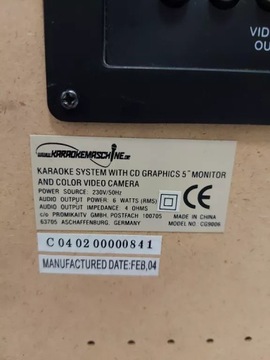 VID
OU
www.KARAOKEMASCHINE.de
KARAOKE SYSTEM WITH CD GRAPHICS 5" MONITOR
AND COLOR VIDEO CAMERA
POWER SOURCE: 230V/50Hz
AUDIO OUTPUT POWER 6 WATTS (RMS)
AUDIO OUTPUT IMPEDANCE 4 OHMS
c/o PROMIKAITV GMBH, POSTFACH 100705
63705 ASCHAFFENBURG, GERMANY
CE
MADE IN CHINA
MODEL NO: CG9006
C 04 02 00000841
MANUFACTURED DATE:FEB,04